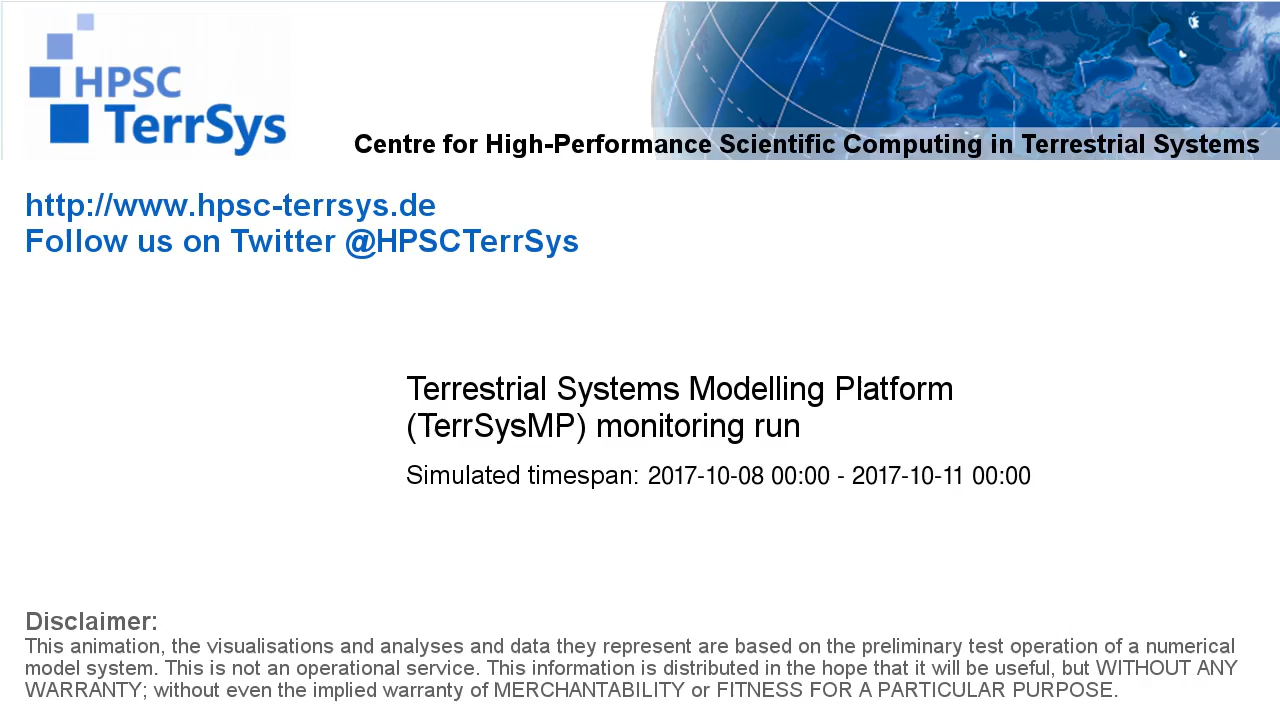 HPSC
TerrSys
Centre for High-Performance Scientific Computing in Terrestrial Systems
http://www.hpsc-terrsys.de
Follow us on Twitter @HPSCTerrSys
Terrestrial Systems Modelling Platform
(TerrSysMP) monitoring run
Simulated timespan: 2017-10-08 00:00 - 2017-10-11 00:00
Disclaimer:
This animation, the visualisations and analyses and data they represent are based on the preliminary test operation of a numerical
model system. This is not an operational service. This information is distributed in the hope that it will be useful, but WITHOUT ANY
WARRANTY; without even the implied warranty of MERCHANTABILITY or FITNESS FOR A PARTICULAR PURPOSE.